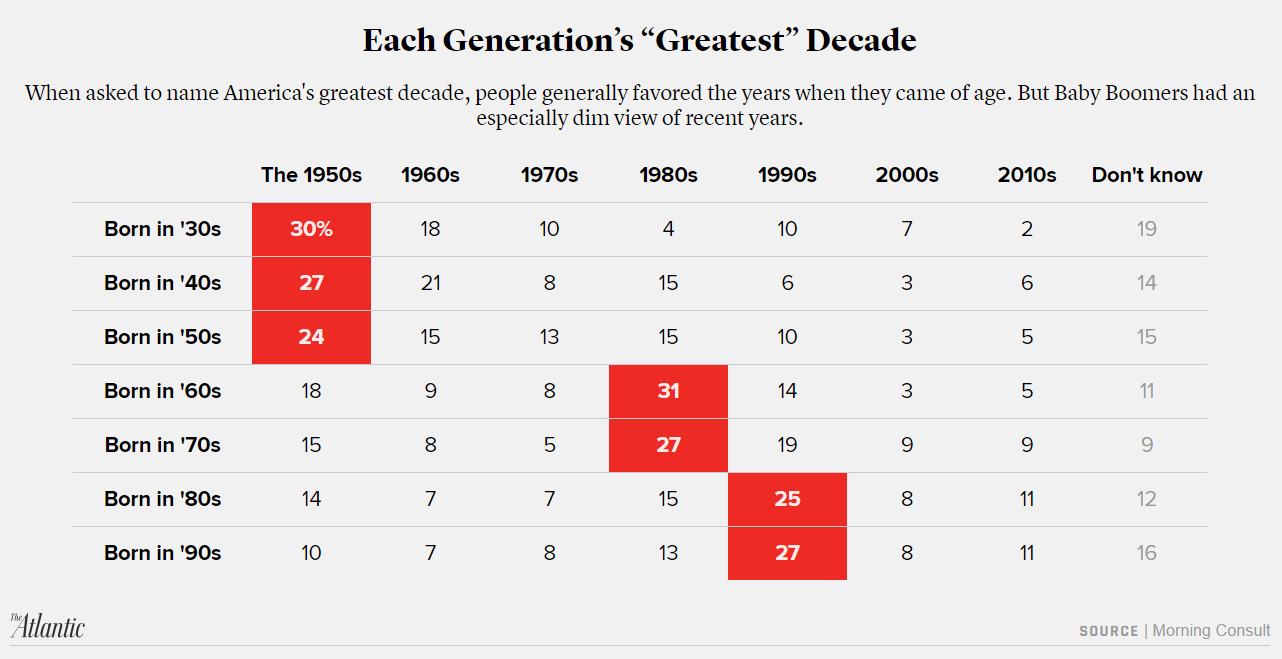 Each Generation’s “Greatest” Decade
When asked to name America's greatest decade, people generally favored the years when they came of age. But Baby Boomers had an
especially dim view of recent years.
The 1950s 1960s 1970s 1980s 1990s 2000s 2010s Don't know
Born in '30s 30% 18 10 4 10 7 2 19
Born in '40s 27 21 8 15 6 3 6 14
Born in '50s 24 15 13 15 10 3 5 15
Born in '60s 18 9 8 31 14 3 5 11
Born in '70s 15 8 5 27 19 9 9 9
Born in '80s 14 7 7 15 25 8 11 12
Born in '90s 10 7 8 13 27 8 11 16
The Atlantic SOURCE | Morning Consult